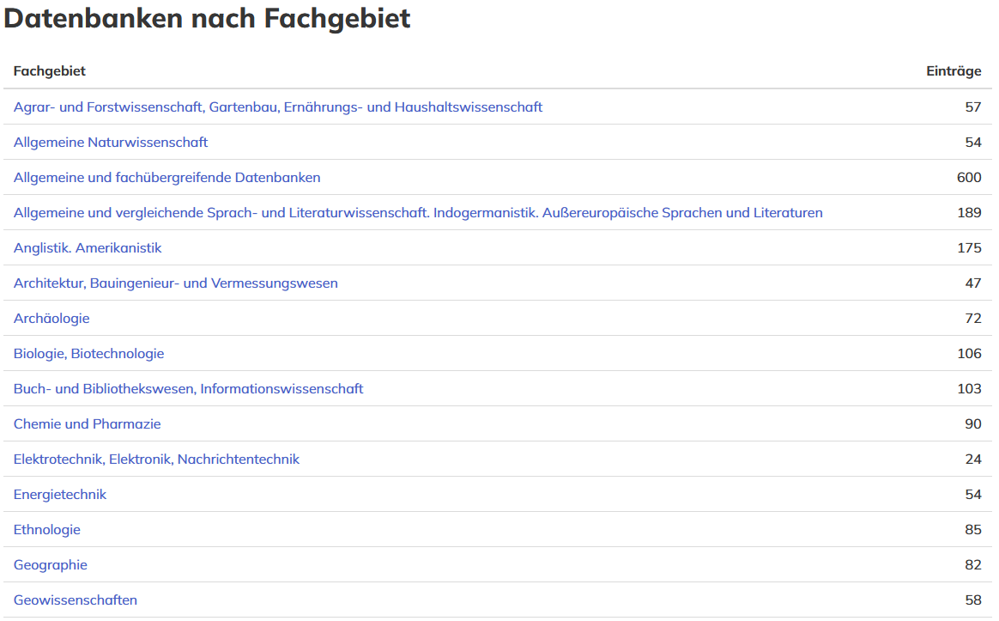 Datenbanken nach Fachgebiet
Fachgebiet Einträge
Agrar- und Forstwissenschaft, Gartenbau, Ernährungs- und Haushaltswissenschaft 57
Allgemeine Naturwissenschaft 54
Allgemeine und fachübergreifende Datenbanken 600
Allgemeine und vergleichende Sprach- und Literaturwissenschaft. Indogermanistik. Außereuropäische Sprachen und Literaturen 189
Anglistik. Amerikanistik 175
Architektur, Bauingenieur- und Vermessungswesen 47
Archäologie 72
Biologie, Biotechnologie 106
Buch- und Bibliothekswesen, Informationswissenschaft 103
Chemie und Pharmazie 90
Elektrotechnik, Elektronik, Nachrichtentechnik 24
Energietechnik 54
Ethnologie 85
Geographie 82
Geowissenschaften 58